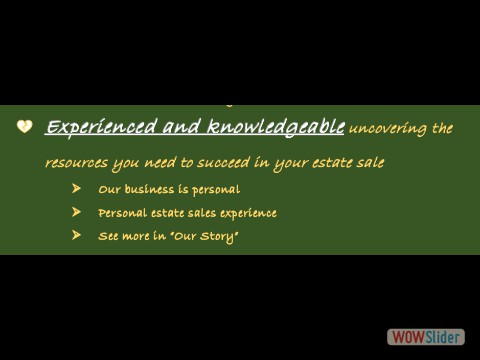 Experienced and knowledgeable uncovering the
resources you need to succeed in your estate sale
Our business is personal
Personal estate sales experience
See more in "Our Story"
WOWSlider